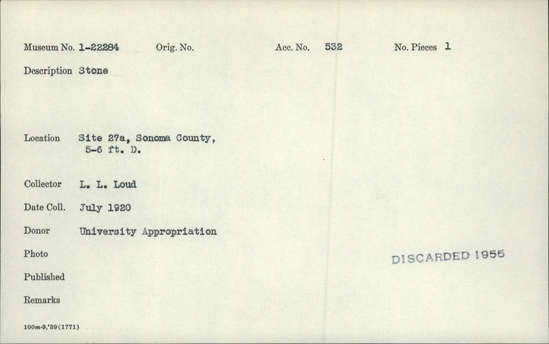 Museum No. 1-22284 Orig. No. Acc. No. 532 No. Pieces 1
Description Stone
Location Site 27a, Sonoma County,
5-6 ft. D.
Collector L. L. Loud
Date Coll. July 1920
Donor University Appropriation
Photo
DISCARDED 1955
Published
Remarks
100m-9,'39(1771)